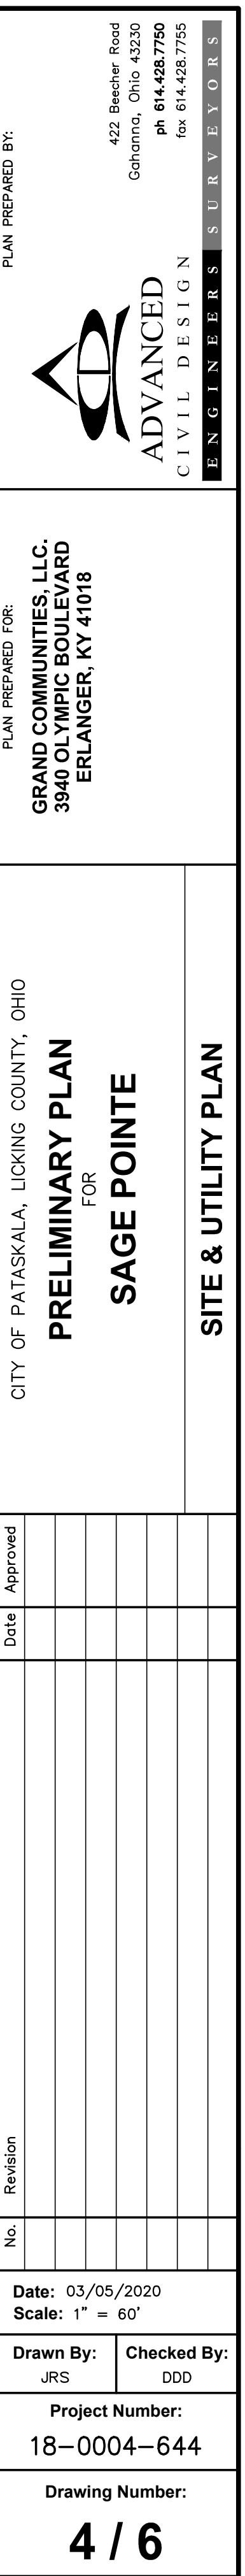 PLAN PREPARED BY:
ADVANCED
CIVIL DESIGN
ENGINEERS SURVEYORS
422 Beecher Road
Gahanna, Ohio 43230
ph 614.428.7750
fax 614.428.7755
PLAN PREPARED FOR:
GRAND COMMUNITIES, LLC.
3940 OLYMPIC BOULEVARD
ERLANGER, KY 41018
CITY OF PATASKALA, LICKING COUNTY, OHIO
PRELIMINARY PLAN
FOR
SAGE POINTE
SITE & UTILITY PLAN
No. Revision Date Approved
Date: 03/05/2020
Scale: 1" = 60'
Drawn By: Checked By:
JRS DDD
Project Number:
18-0004-644
Drawing Number:
4 / 6